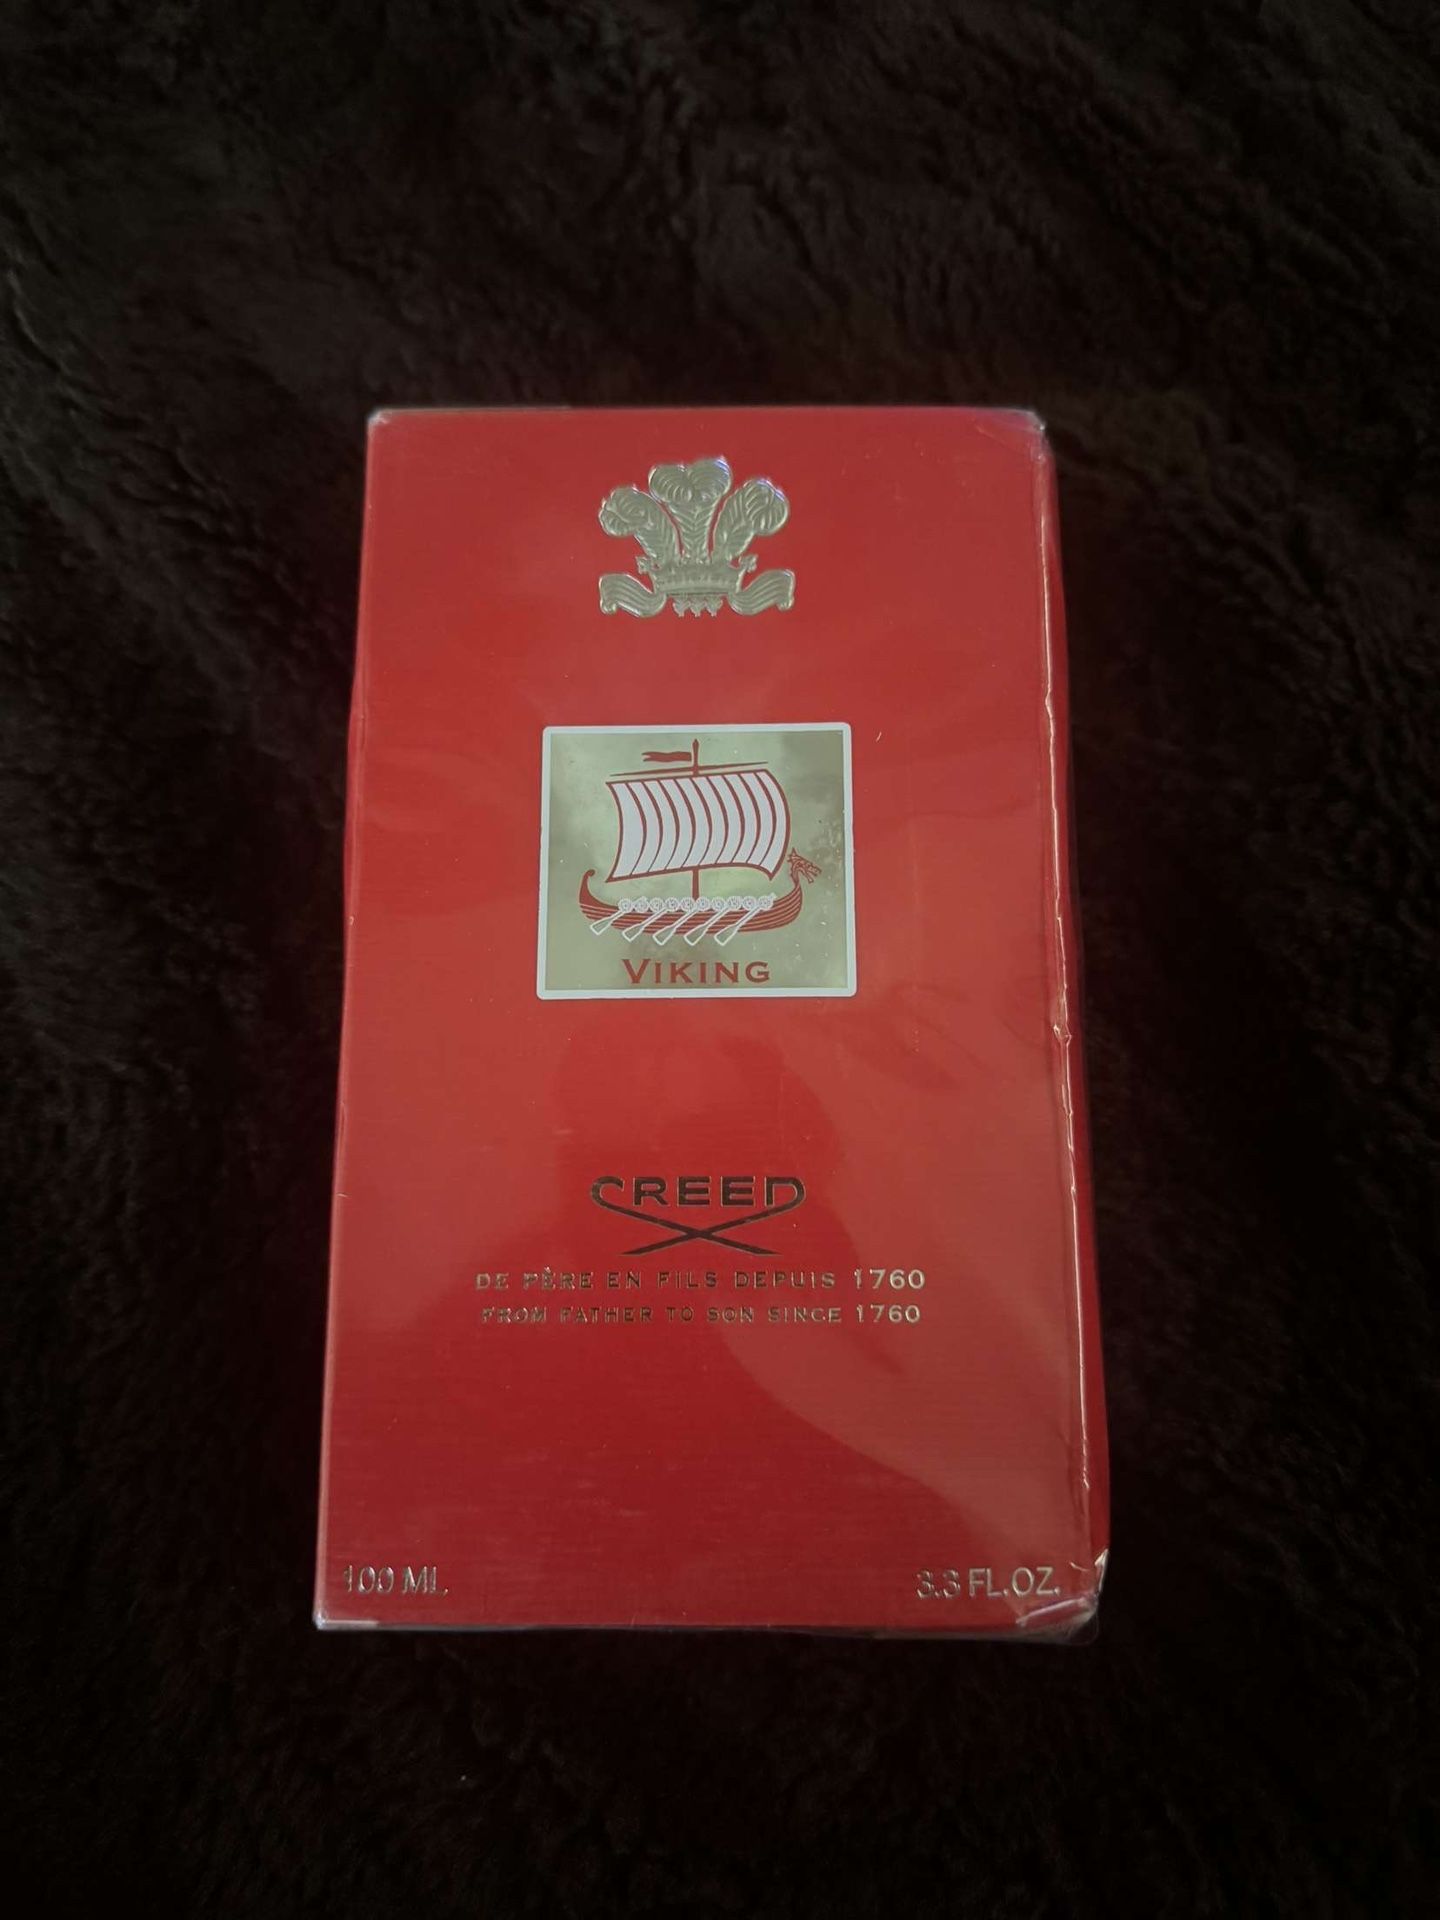 VIKING
CREED
DE PÈRE EN FILS DEPUIS 1760
FROM FATHER TO SON SINCE 1760
100 ML.
3.3 FL.OZ.